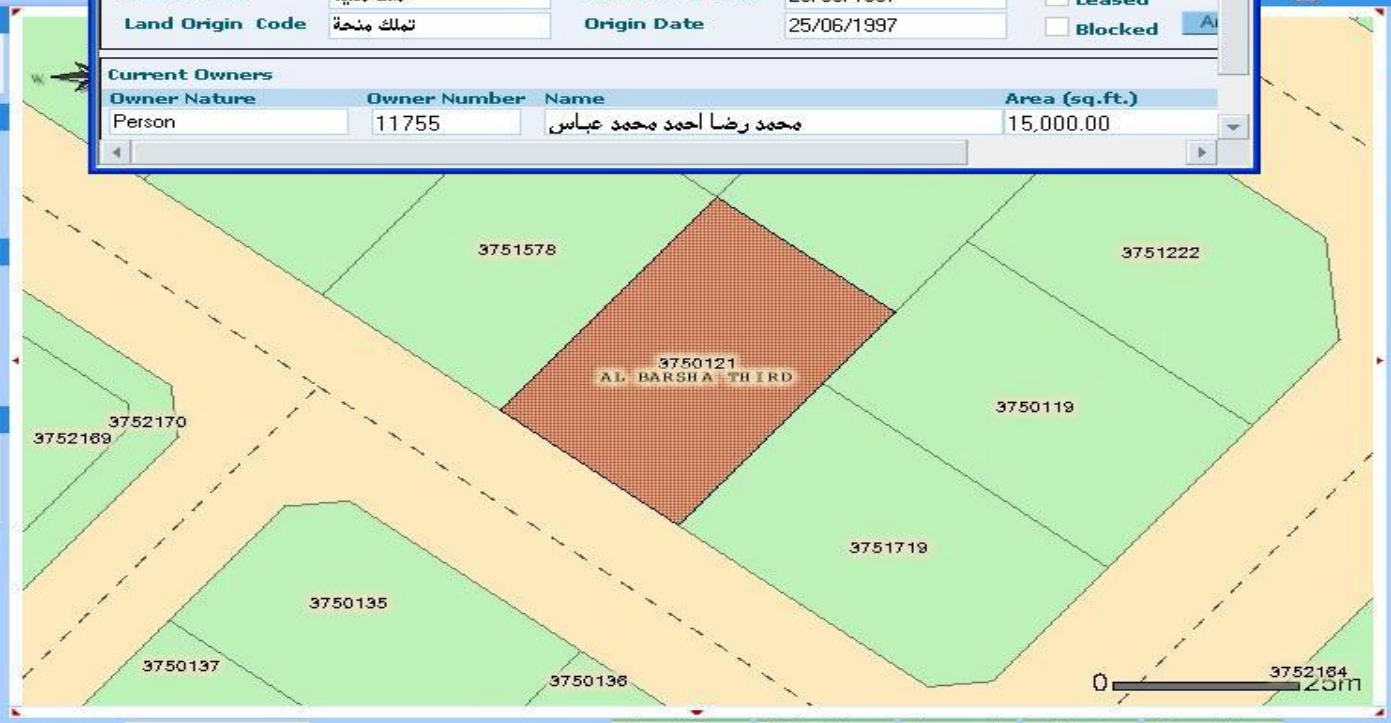 Leased
Land Origin Code تملك منحة Origin Date 25/06/1997 Blocked
Current Owners
Owner Nature Owner Number Name Area (sq.ft.)
Person 11755 محمد رضا احمد محمد عباس 15,000.00
W
3751578
3751222
3750121
AL BARSHA THIRD
3750119
3752170
3752169
3751719
3750135
3750137
3750136
3752164
0 25m